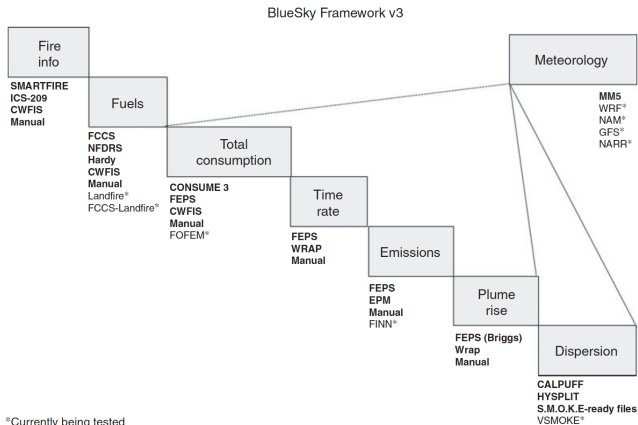 BlueSky Framework v3
Fire
info
SMARTFIRE
ICS-209
CWFIS
Manual
Fuels
FCCS
NFDRS
Hardy
CWFIS
Manual
Landfire*
FCCS-Landfire*
Total
consumption
CONSUME 3
FEPS
CWFIS
Manual
FOFEM*
Time
rate
FEPS
WRAP
Manual
Emissions
FEPS
EPM
Manual
FINN*
Plume
rise
FEPS (Briggs)
Wrap
Manual
Dispersion
CALPUFF
HYSPLIT
S.M.O.K.E-ready files
VSMOKE*
Meteorology
MM5
WRF*
NAM*
GFS*
NARR*
*Currently being tested